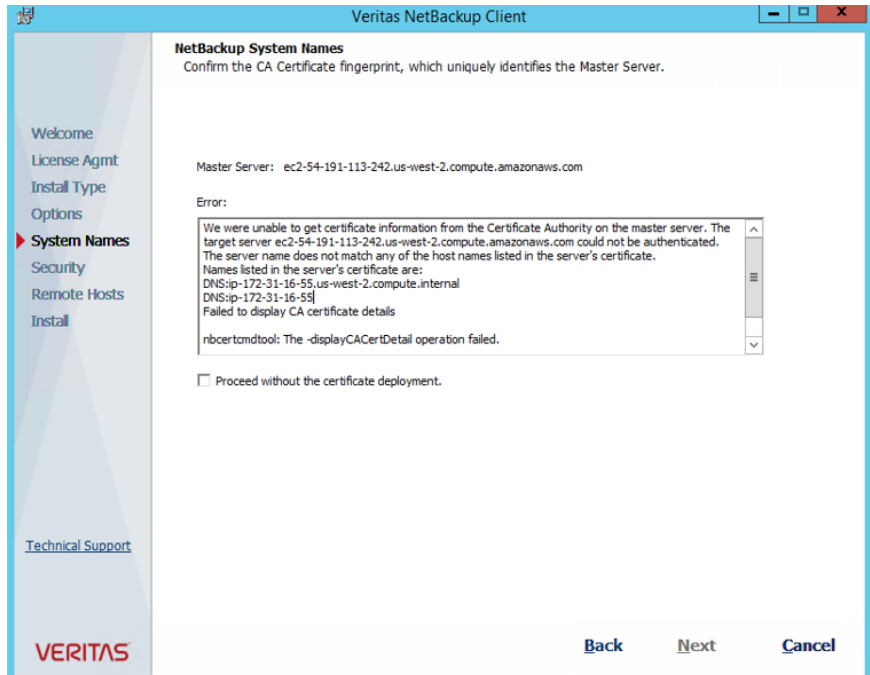 Veritas NetBackup Client
NetBackup System Names
Confirm the CA Certificate fingerprint, which uniquely identifies the Master Server.
Welcome
License Agmt
Install Type
Options
System Names
Security
Remote Hosts
Install
Master Server: ec2-54-191-113-242.us-west-2.compute.amazonaws.com
Error:
We were unable to get certificate information from the Certificate Authority on the master server. The
target server ec2-54-191-113-242.us-west-2.compute.amazonaws.com could not be authenticated.
The server name does not match any of the host names listed in the server's certificate.
Names listed in the server's certificate are:
DNS:ip-172-31-16-55.us-west-2.compute.internal
DNS:ip-172-31-16-55
Failed to display CA certificate details
nbcertcmdtool: The -displayCACertDetail operation failed.
Proceed without the certificate deployment.
Technical Support
VERITAS
Back Next Cancel